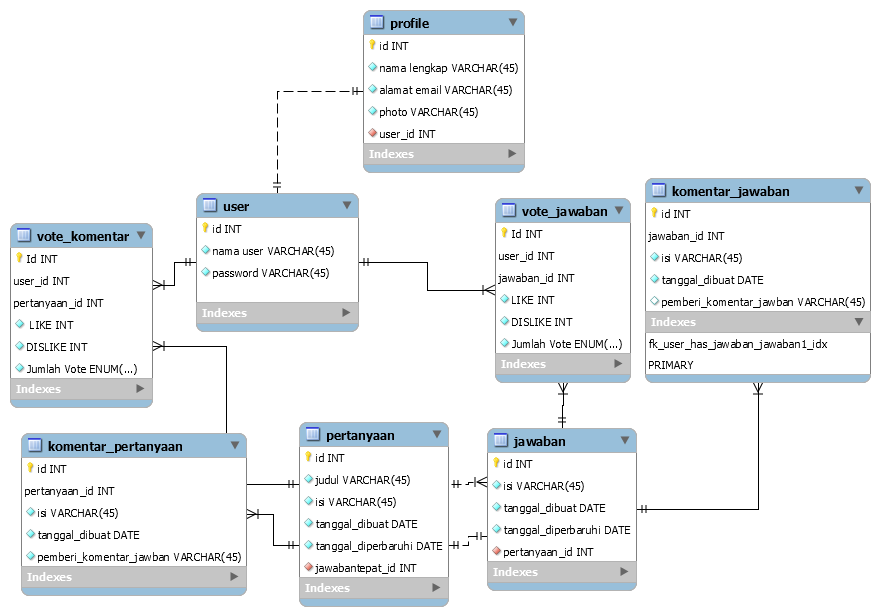 profile
id INT
nama lengkap VARCHAR(45)
alamat email VARCHAR(45)
photo VARCHAR(45)
user_id INT
Indexes
user
id INT
nama user VARCHAR(45)
password VARCHAR(45)
Indexes
vote_komentar
Id INT
user_id INT
pertanyaan_id INT
LIKE INT
DISLIKE INT
Jumlah Vote ENUM(...)
Indexes
vote_jawaban
Id INT
user_id INT
jawaban_id INT
LIKE INT
DISLIKE INT
Jumlah Vote ENUM(...)
Indexes
komentar_jawaban
id INT
jawaban_id INT
isi VARCHAR(45)
tanggal_dibuat DATE
pemberi_komentar_jawban VARCHAR(45)
Indexes
fk_user_has_jawaban_jawaban1_idx
PRIMARY
komentar_pertanyaan
id INT
pertanyaan_id INT
isi VARCHAR(45)
tanggal_dibuat DATE
pemberi_komentar_jawban VARCHAR(45)
Indexes
pertanyaan
id INT
judul VARCHAR(45)
isi VARCHAR(45)
tanggal_dibuat DATE
tanggal_diperbaruhi DATE
jawabantepat_id INT
Indexes
jawaban
id INT
isi VARCHAR(45)
tanggal_dibuat DATE
tanggal_diperbaruhi DATE
pertanyaan_id INT
Indexes